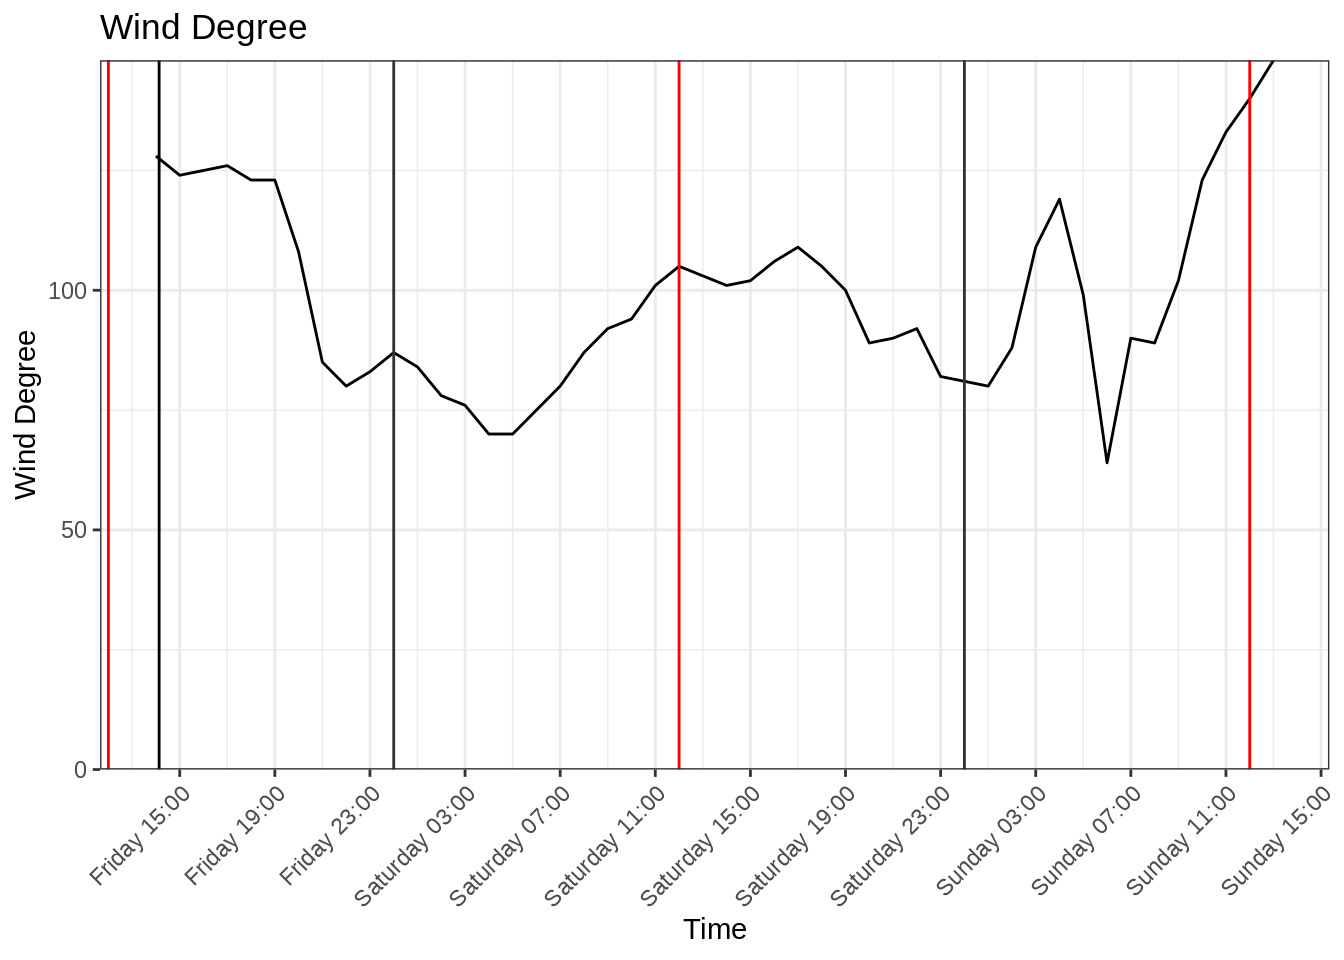 Wind Degree
Wind Degree
100
50
0
Friday 15:00
Friday 19:00
Friday 23:00
Saturday 03:00
Saturday 07:00
Saturday 11:00
Saturday 15:00
Saturday 19:00
Saturday 23:00
Sunday 03:00
Sunday 07:00
Sunday 11:00
Sunday 15:00
Time